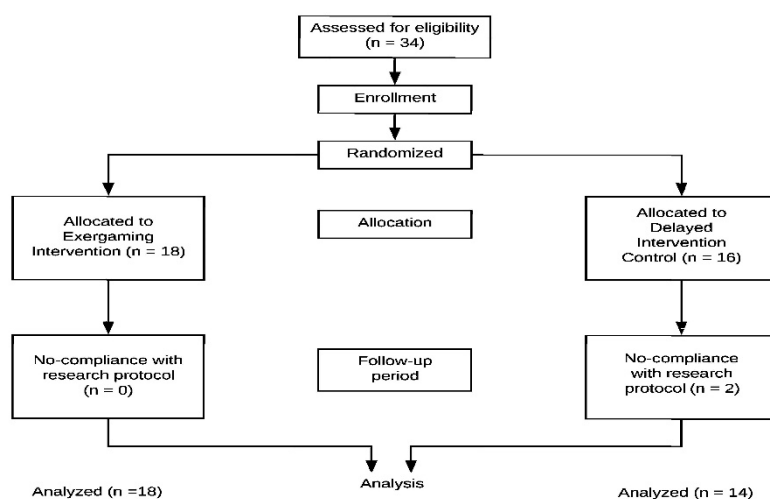 Assessed for eligibility
(n = 34)
Enrollment
Randomized
Allocated to
Exergaming
Intervention (n = 18)
Allocation
Allocated to
Delayed
Intervention
Control (n = 16)
No-compliance with
research protocol
(n = 0)
Follow-up
period
No-compliance
with research
protocol (n = 2)
Analysis
Analyzed (n =18)
Analyzed (n = 14)